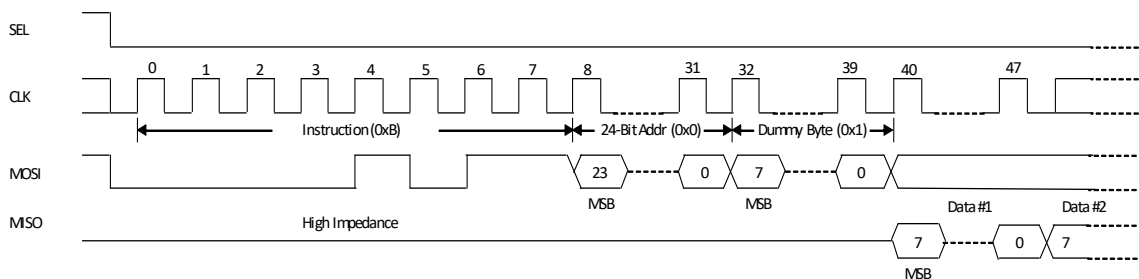 SEL
0 1 2 3 4 5 6 7 8 31 32 39 40 47
CLK
Instruction (0xB) 24-Bit Addr (0x0) Dummy Byte (0x1)
MOSI
23 0 7 0
MSB MSB
Data #1 Data #2
MISO
High Impedance
7 0 7
MSB